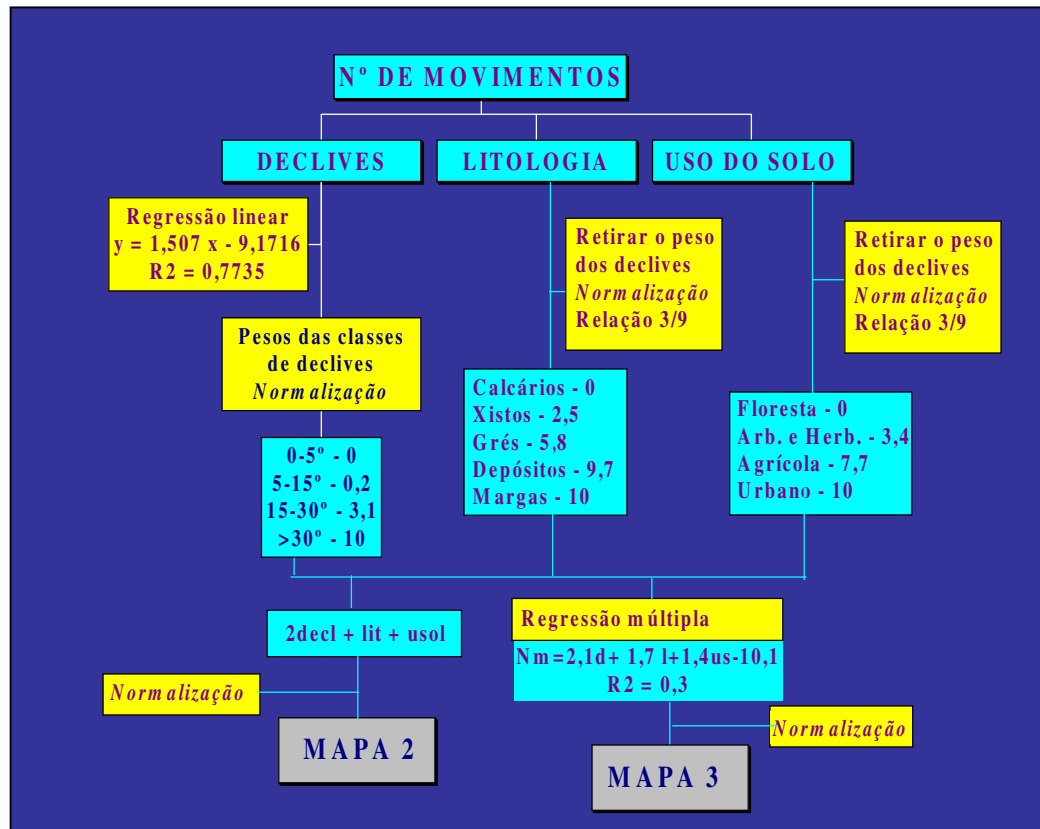 Nº DE MOVIMENTOS
DECLIVES
LITOLOGIA
USO DO SOLO
Regressão linear
y = 1,507 x - 9,1716
R2 = 0,7735
Retirar o peso
dos declives
Normalização
Relação 3/9
Retirar o peso
dos declives
Normalização
Relação 3/9
Pesos das classes
de declives
Normalização
0-5º - 0
5-15º - 0,2
15-30º - 3,1
>30º - 10
Calcários - 0
Xistos - 2,5
Grés - 5,8
Depósitos - 9,7
Margas - 10
Floresta - 0
Arb. e Herb. - 3,4
Agrícola - 7,7
Urbano - 10
2decl + lit + usol
Regressão múltipla
Nm=2,1d+ 1,7 l+1,4us-10,1
R2 = 0,3
Normalização
Normalização
MAPA 2
MAPA 3